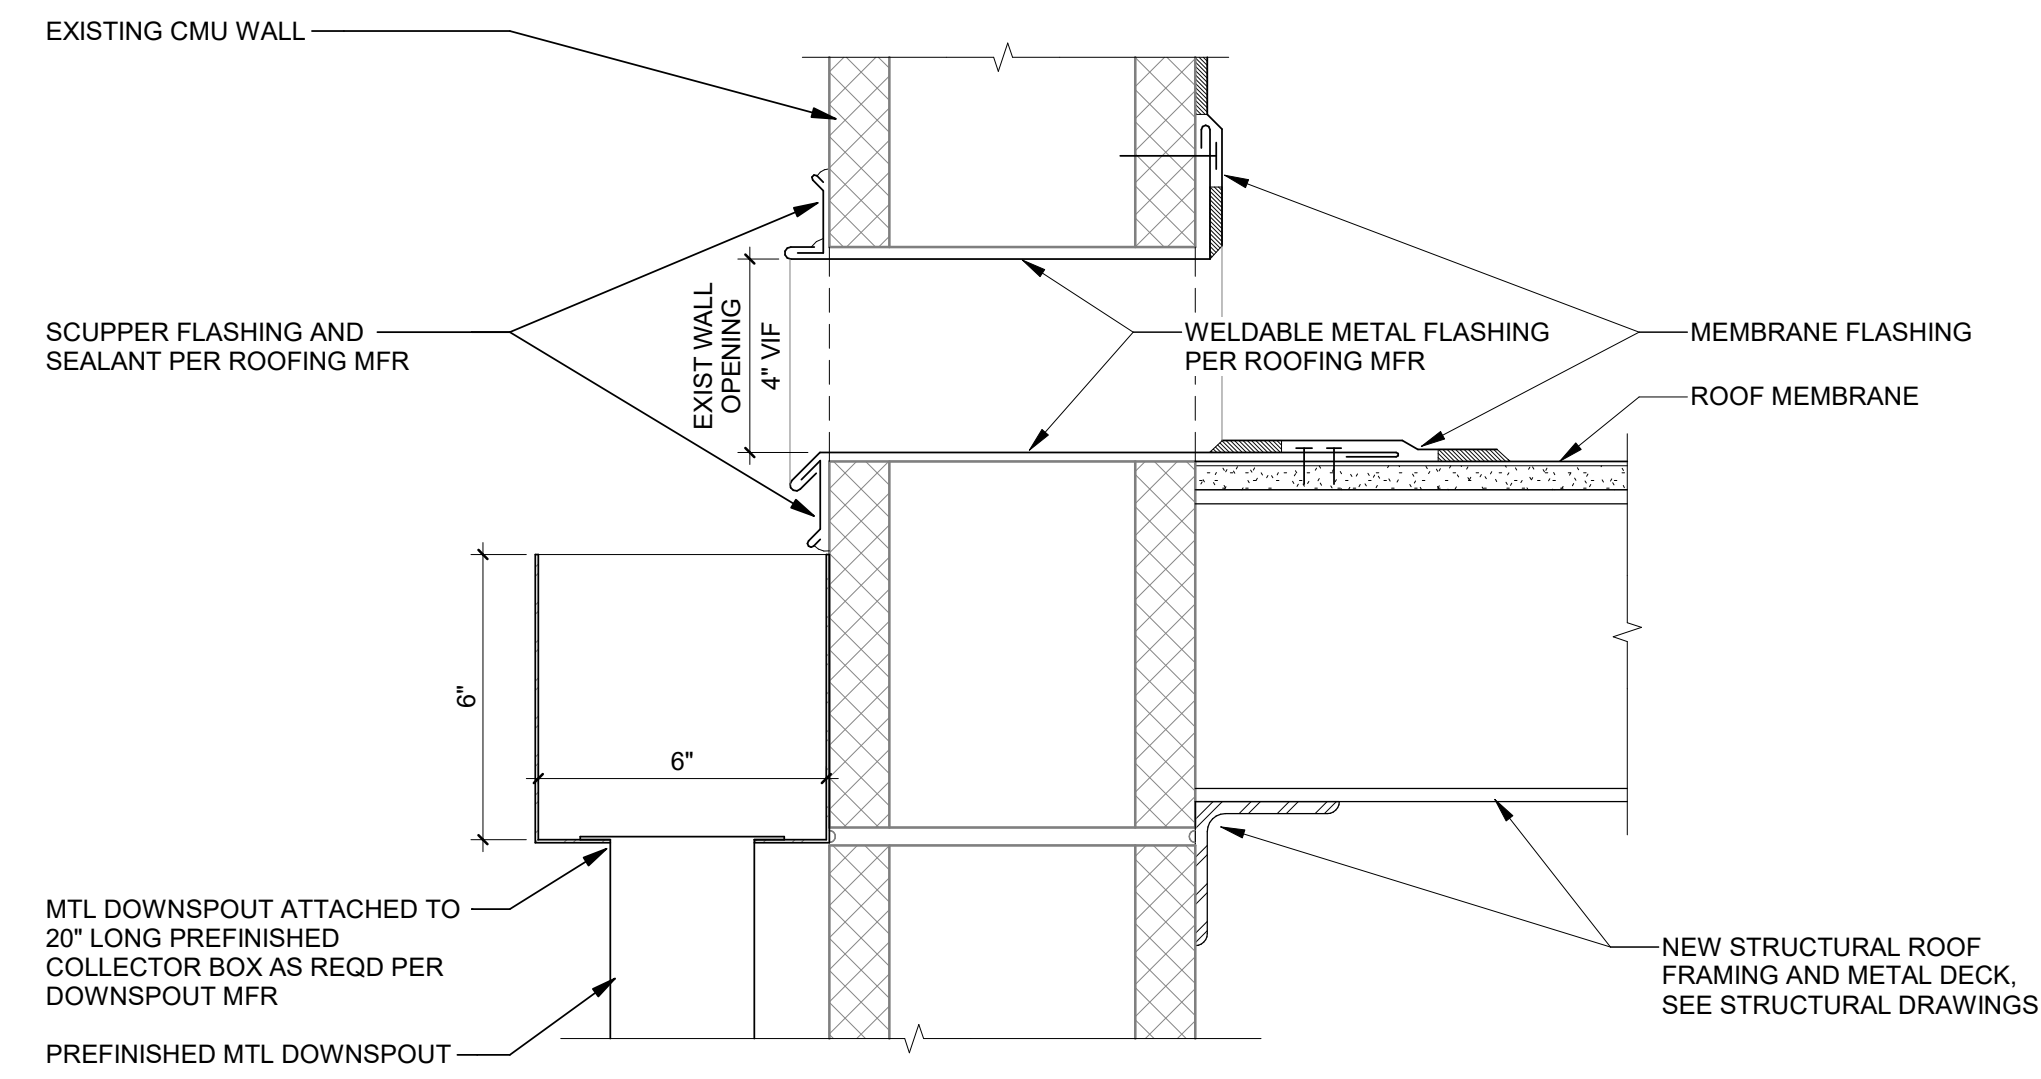 EXISTING CMU WALL
SCUPPER FLASHING AND
SEALANT PER ROOFING MFR
EXIST WALL
OPENING
4" VIF
WELDABLE METAL FLASHING
PER ROOFING MFR
MEMBRANE FLASHING
ROOF MEMBRANE
6"
6"
MTL DOWNSPOUT ATTACHED TO
20" LONG PREFINISHED
COLLECTOR BOX AS REQD PER
DOWNSPOUT MFR
PREFINISHED MTL DOWNSPOUT
NEW STRUCTURAL ROOF
FRAMING AND METAL DECK,
SEE STRUCTURAL DRAWINGS